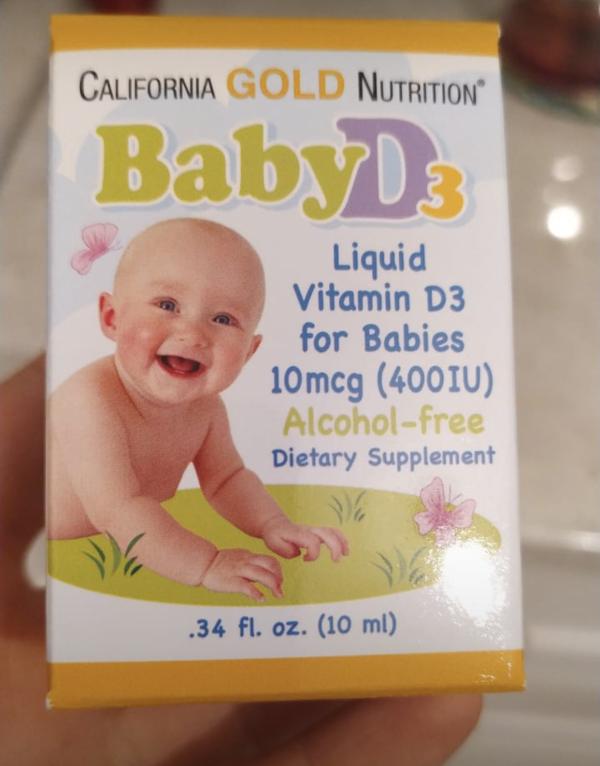 CALIFORNIA GOLD NUTRITION®
BabyD3
Liquid
Vitamin D3
for Babies
10mcg (400IU)
Alcohol-free
Dietary Supplement
.34 fl. oz. (10 ml)